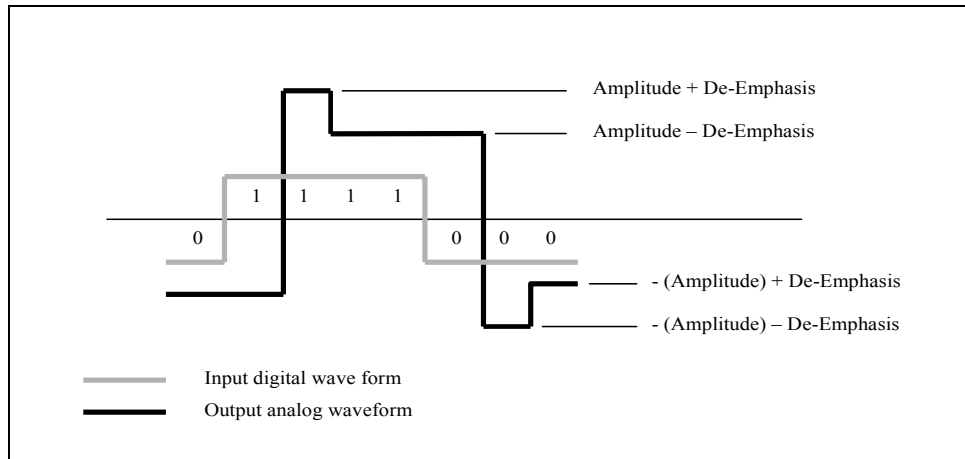 Amplitude + De-Emphasis
Amplitude – De-Emphasis
1 1 1 1
0 0 0 0
- (Amplitude) + De-Emphasis
- (Amplitude) – De-Emphasis
Input digital wave form
Output analog waveform